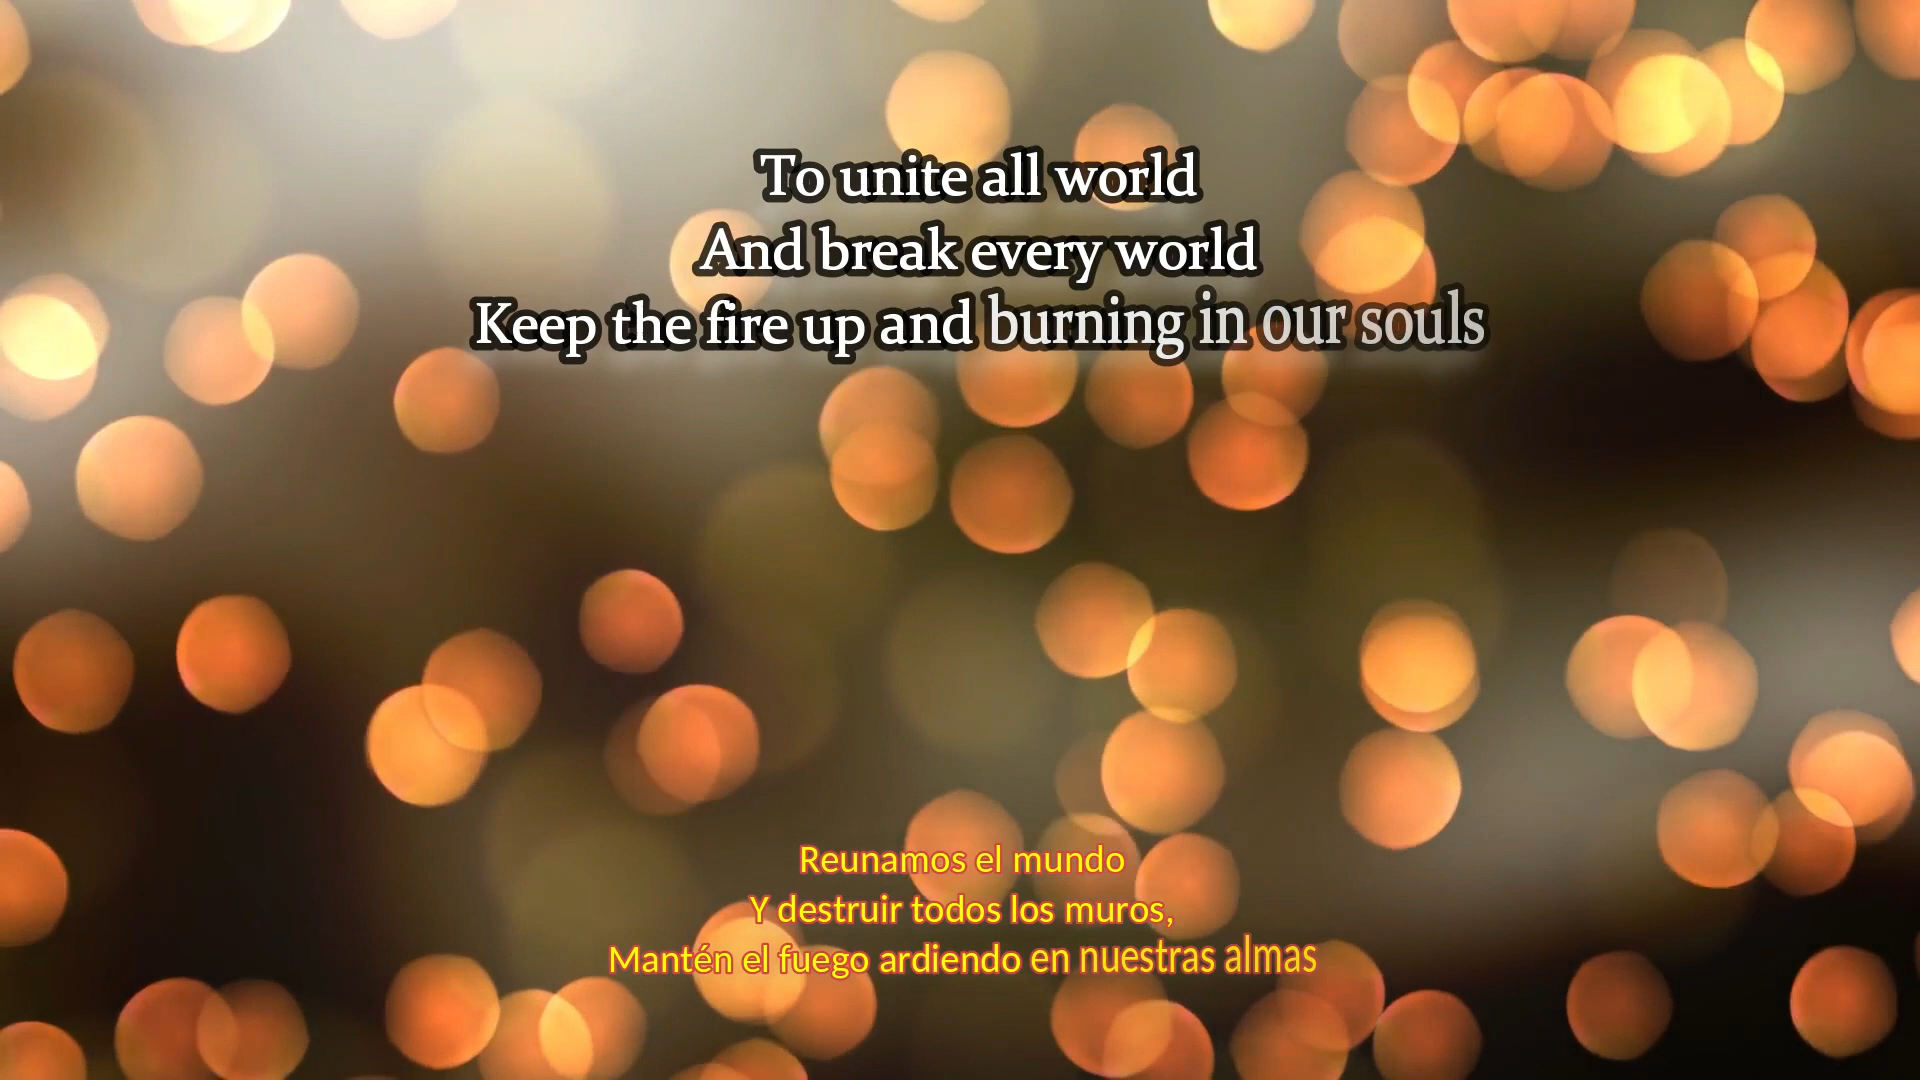 To unite all world
And break every world
Keep the fire up and burning in our souls
Reunamos el mundo
Y destruir todos los muros,
Mantén el fuego ardiendo en nuestras almas